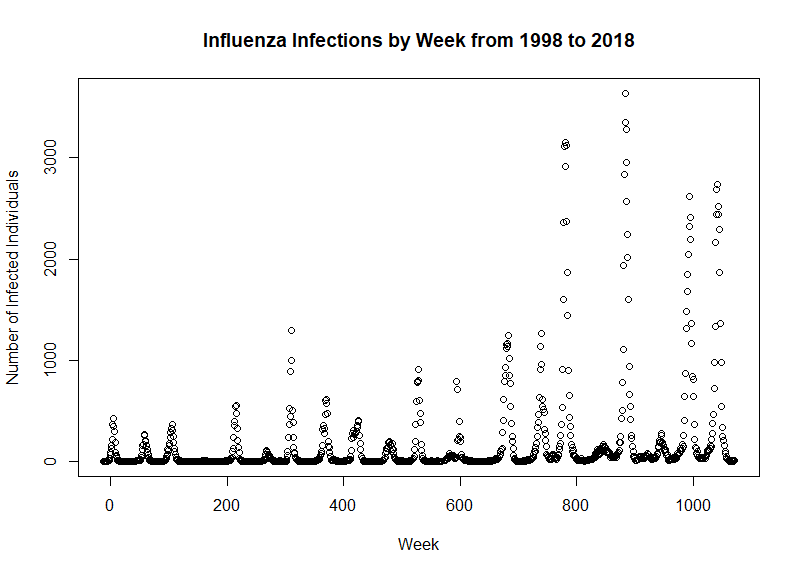 Influenza Infections by Week from 1998 to 2018
Number of Infected Individuals
3000
2000
1000
0
0 200 400 600 800 1000
Week